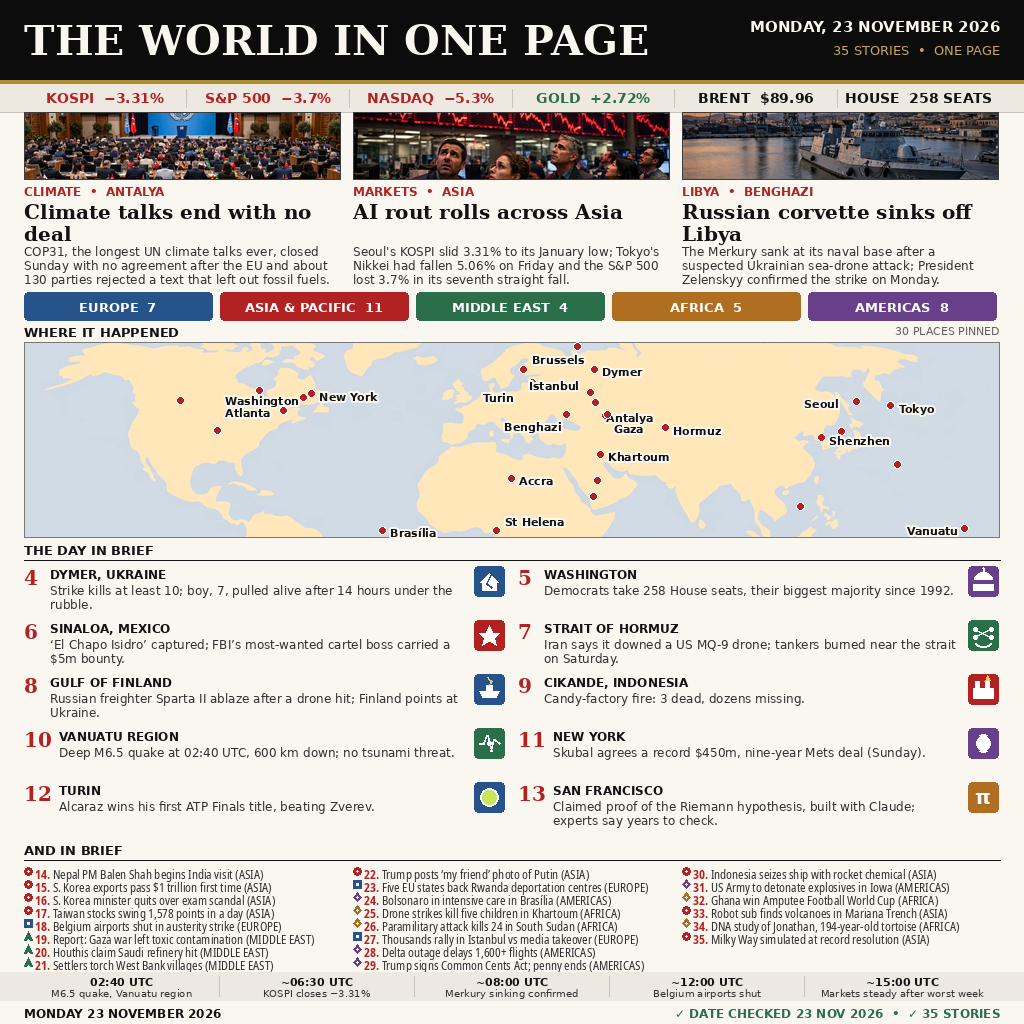 THE WORLD IN ONE PAGE
MONDAY, 23 NOVEMBER 2026
35 STORIES • ONE PAGE
KOSPI −3.31%
S&P 500 −3.7%
NASDAQ −5.3%
GOLD +2.72%
BRENT $89.96
HOUSE 258 SEATS
CLIMATE • ANTALYA
Climate talks end with no
deal
COP31, the longest UN climate talks ever, closed
Sunday with no agreement after the EU and about
130 parties rejected a text that left out fossil fuels.
MARKETS • ASIA
AI rout rolls across Asia
Seoul's KOSPI slid 3.31% to its January low; Tokyo's
Nikkei had fallen 5.06% on Friday and the S&P 500
lost 3.7% in its seventh straight fall.
LIBYA • BENGHAZI
Russian corvette sinks off
Libya
The Merkury sank at its naval base after a
suspected Ukrainian sea-drone attack; President
Zelenskyy confirmed the strike on Monday.
EUROPE 7
ASIA & PACIFIC 11
MIDDLE EAST 4
AFRICA 5
AMERICAS 8
WHERE IT HAPPENED
30 PLACES PINNED
Brussels
Dymer
Istanbul
Turin
Washington
New York
Atlanta
Seoul
Tokyo
Antalya
Gaza
Benghazi
Hormuz
Shenzhen
Khartoum
Accra
St Helena
Brasília
Vanuatu
THE DAY IN BRIEF
4 DYMER, UKRAINE
Strike kills at least 10; boy, 7, pulled alive after 14 hours under the
rubble.
5 WASHINGTON
Democrats take 258 House seats, their biggest majority since 1992.
6 SINALOA, MEXICO
‘El Chapo Isidro’ captured; FBI’s most-wanted cartel boss carried a
$5m bounty.
7 STRAIT OF HORMUZ
Iran says it downed a US MQ-9 drone; tankers burned near the strait
on Saturday.
8 GULF OF FINLAND
Russian freighter Sparta II ablaze after a drone hit; Finland points at
Ukraine.
9 CIKANDE, INDONESIA
Candy-factory fire: 3 dead, dozens missing.
10 VANUATU REGION
Deep M6.5 quake at 02:40 UTC, 600 km down; no tsunami threat.
11 NEW YORK
Skubal agrees a record $450m, nine-year Mets deal (Sunday).
12 TURIN
Alcaraz wins his first ATP Finals title, beating Zverev.
13 SAN FRANCISCO
Claimed proof of the Riemann hypothesis, built with Claude;
experts say years to check.
π
AND IN BRIEF
14. Nepal PM Balen Shah begins India visit (ASIA)
15. S. Korea exports pass $1 trillion first time (ASIA)
16. S. Korea minister quits over exam scandal (ASIA)
17. Taiwan stocks swing 1,578 points in a day (ASIA)
18. Belgium airports shut in austerity strike (EUROPE)
19. Report: Gaza war left toxic contamination (MIDDLE EAST)
20. Houthis claim Saudi refinery hit (MIDDLE EAST)
21. Settlers torch West Bank villages (MIDDLE EAST)
22. Trump posts ‘my friend’ photo of Putin (ASIA)
23. Five EU states back Rwanda deportation centres (EUROPE)
24. Bolsonaro in intensive care in Brasília (AMERICAS)
25. Drone strikes kill five children in Khartoum (AFRICA)
26. Paramilitary attack kills 24 in South Sudan (AFRICA)
27. Thousands rally in Istanbul vs media takeover (EUROPE)
28. Delta outage delays 1,600+ flights (AMERICAS)
29. Trump signs Common Cents Act; penny ends (AMERICAS)
30. Indonesia seizes ship with rocket chemical (ASIA)
31. US Army to detonate explosives in Iowa (AMERICAS)
32. Ghana win Amputee Football World Cup (AFRICA)
33. Robot sub finds volcanoes in Mariana Trench (ASIA)
34. DNA study of Jonathan, 194-year-old tortoise (AFRICA)
35. Milky Way simulated at record resolution (ASIA)
02:40 UTC
M6.5 quake, Vanuatu region
~06:30 UTC
KOSPI closes −3.31%
~08:00 UTC
Merkury sinking confirmed
~12:00 UTC
Belgium airports shut
~15:00 UTC
Markets steady after worst week
MONDAY 23 NOVEMBER 2026
✓ DATE CHECKED 23 NOV 2026 • ✓ 35 STORIES